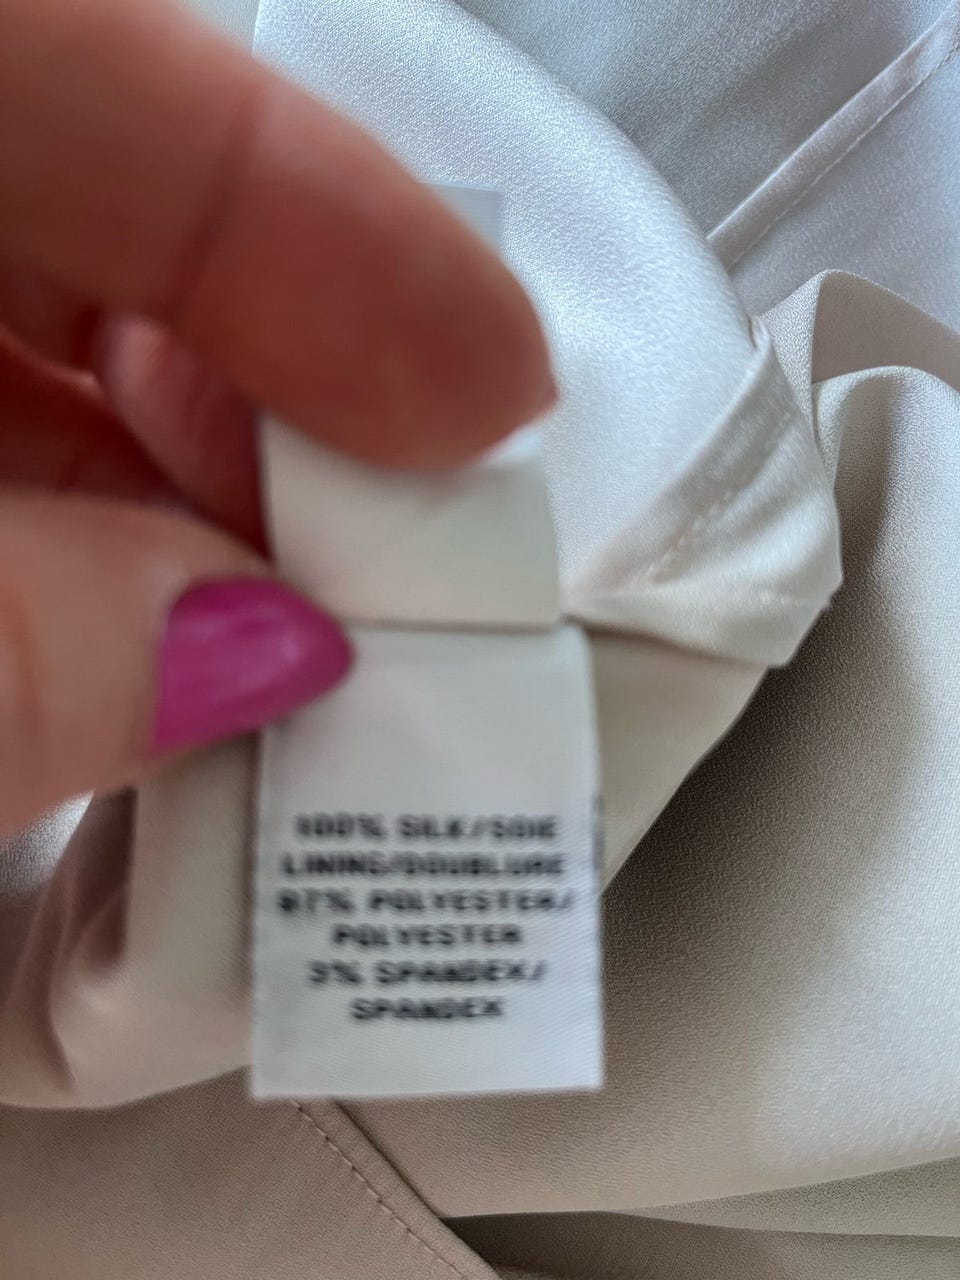 100% SILK/SOIE
LINING/DOUBLURE
97% POLYESTER/
POLYESTER
3% SPANDEX/
SPANDEX